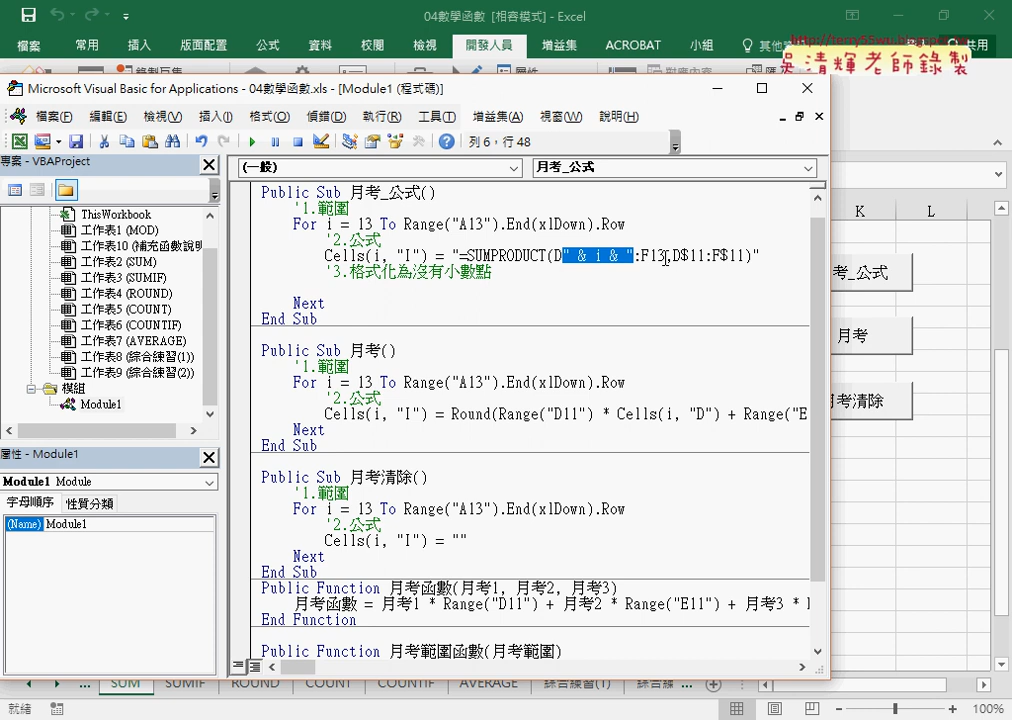 04數學函數 [相容模式] - Excel
http://terry55wu.blogspot.tw
吳清輝老師錄製
檔案 常用 插入 版面配置 公式 資料 校閱 檢視 開發人員 增益集 ACROBAT 小組 其他 共用
Microsoft Visual Basic for Applications - 04數學函數.xls - [Module1 (程式碼)]
檔案(F) 編輯(E) 檢視(V) 插入(I) 格式(O) 偵錯(D) 執行(R) 工具(T) 增益集(A) 視窗(W) 說明(H)
列 6，行 48
專案 - VBAProject
ThisWorkbook
工作表1 (MOD)
工作表10 (補充函數說明
工作表2 (SUM)
工作表3 (SUMIF)
工作表4 (ROUND)
工作表5 (COUNT)
工作表6 (COUNTIF)
工作表7 (AVERAGE)
工作表8 (綜合練習(1))
工作表9 (綜合練習(2))
模組
Module1
屬性 - Module1
Module1 Module
字母順序 性質分類
(Name) Module1
(一般) 月考_公式
Public Sub 月考_公式()
'1.範圍
For i = 13 To Range("A13").End(xlDown).Row
'2.公式
Cells(i, "I") = "=SUMPRODUCT(D" & i & ":F13,D$11:F$11)"
'3.格式化為沒有小數點
Next
End Sub
Public Sub 月考()
'1.範圍
For i = 13 To Range("A13").End(xlDown).Row
'2.公式
Cells(i, "I") = Round(Range("D11") * Cells(i, "D") + Range("E
Next
End Sub
Public Sub 月考清除()
'1.範圍
For i = 13 To Range("A13").End(xlDown).Row
'2.公式
Cells(i, "I") = ""
Next
End Sub
Public Function 月考函數(月考1, 月考2, 月考3)
月考函數 = 月考1 * Range("D11") + 月考2 * Range("E11") + 月考3 *
End Function
Public Function 月考範圍函數(月考範圍)
K L
考_公式
月考
月考清除
... SUM SUMIF ROUND COUNT COUNTIF AVERAGE 綜合練習(1) 綜合練 ...
就緒
100%